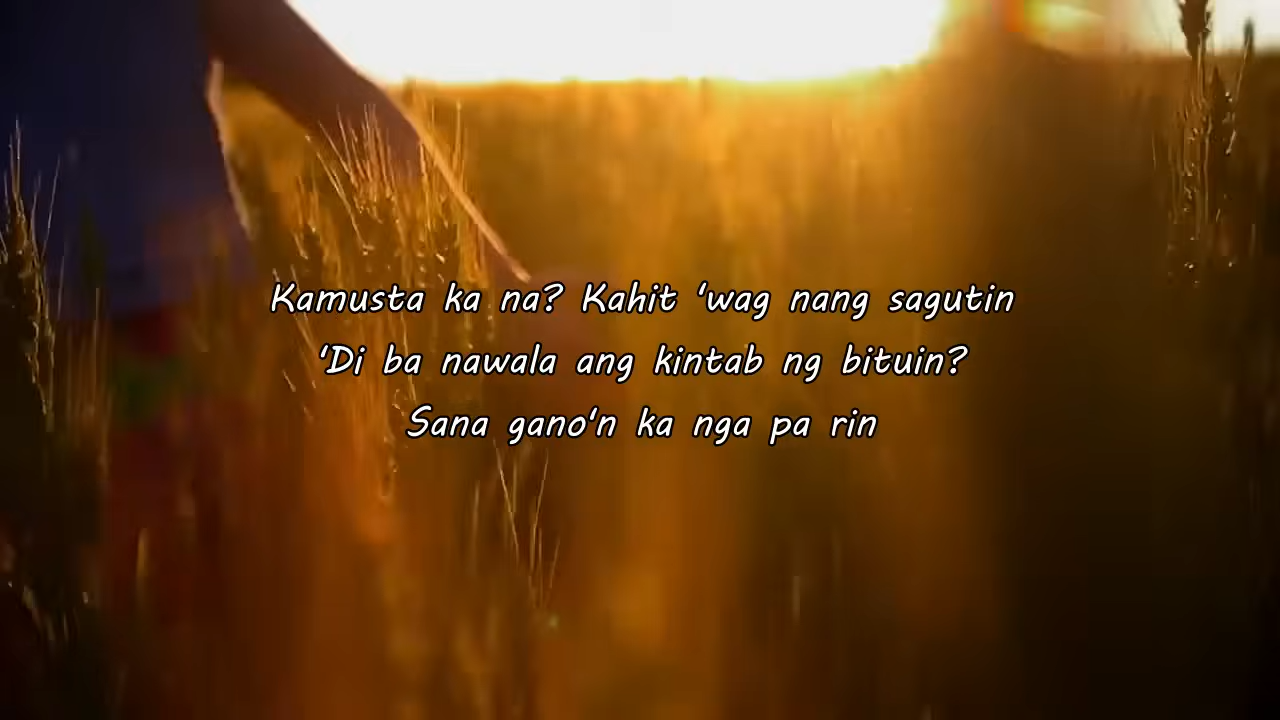 Kamusta ka na? Kahit ‘wag nang sagutin
‘Di ba nawala ang kintab ng bituin?
Sana gano‘n ka nga pa rin